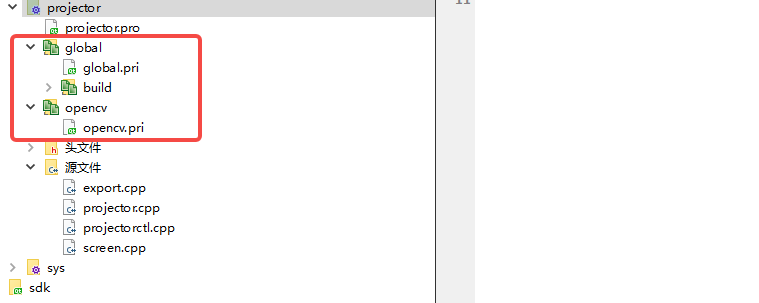 projector
projector.pro
global
global.pri
build
opencv
opencv.pri
头文件
源文件
export.cpp
projector.cpp
projectorctl.cpp
screen.cpp
sys
sdk